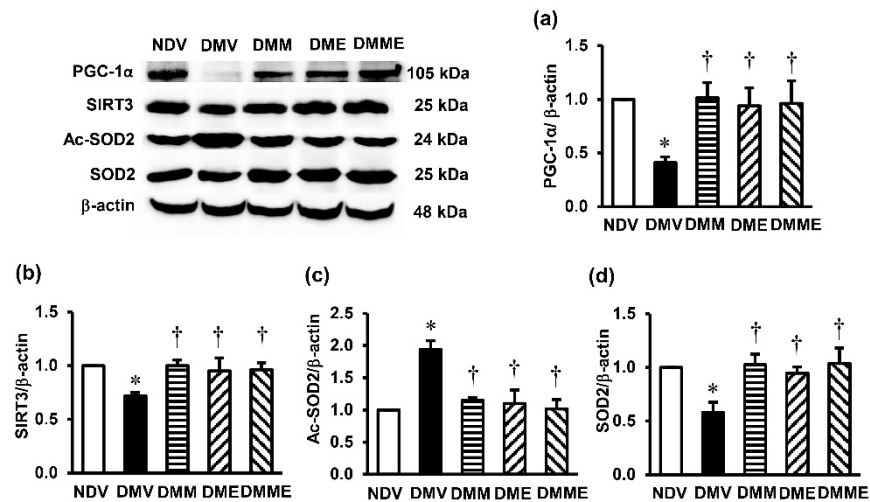 NDV DMV DMM DME DMME
PGC-1α 105 kDa
SIRT3 25 kDa
Ac-SOD2 24 kDa
SOD2 25 kDa
β-actin 48 kDa
(a)
PGC-1α/ β-actin
1.5
1.0
0.5
0.0
* † † †
NDV DMV DMM DME DMME
(b)
SIRT3/β-actin
1.5
1.0
0.5
0.0
* † † †
NDV DMV DMM DME DMME
(c)
Ac-SOD2/β-actin
2.5
2.0
1.5
1.0
0.5
0.0
* † † †
NDV DMV DMM DME DMME
(d)
SOD2/β-actin
1.5
1.0
0.5
0.0
* † † †
NDV DMV DMM DME DMME